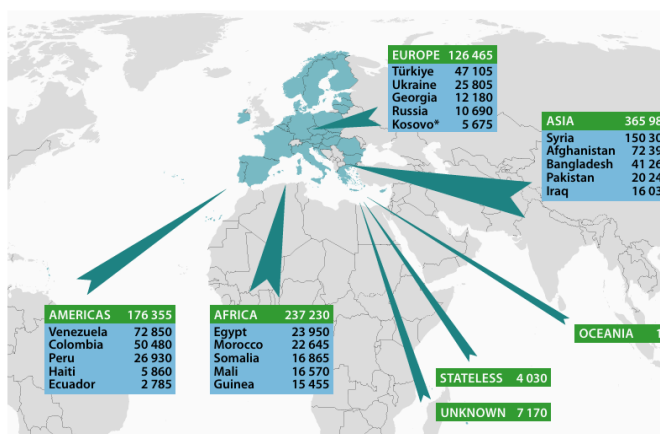 EUROPE 126 465
Türkiye 47 105
Ukraine 25 805
Georgia 12 180
Russia 10 690
Kosovo* 5 675
ASIA
Syria
Afghanistan
Bangladesh
Pakistan
Iraq
AMERICAS 176 355
Venezuela 72 850
Colombia 50 480
Peru 26 930
Haiti 5 860
Ecuador 2 785
AFRICA 237 230
Egypt 23 950
Morocco 22 645
Somalia 16 865
Mali 16 570
Guinea 15 455
OCEANIA
STATELESS 4 030
UNKNOWN 7 170